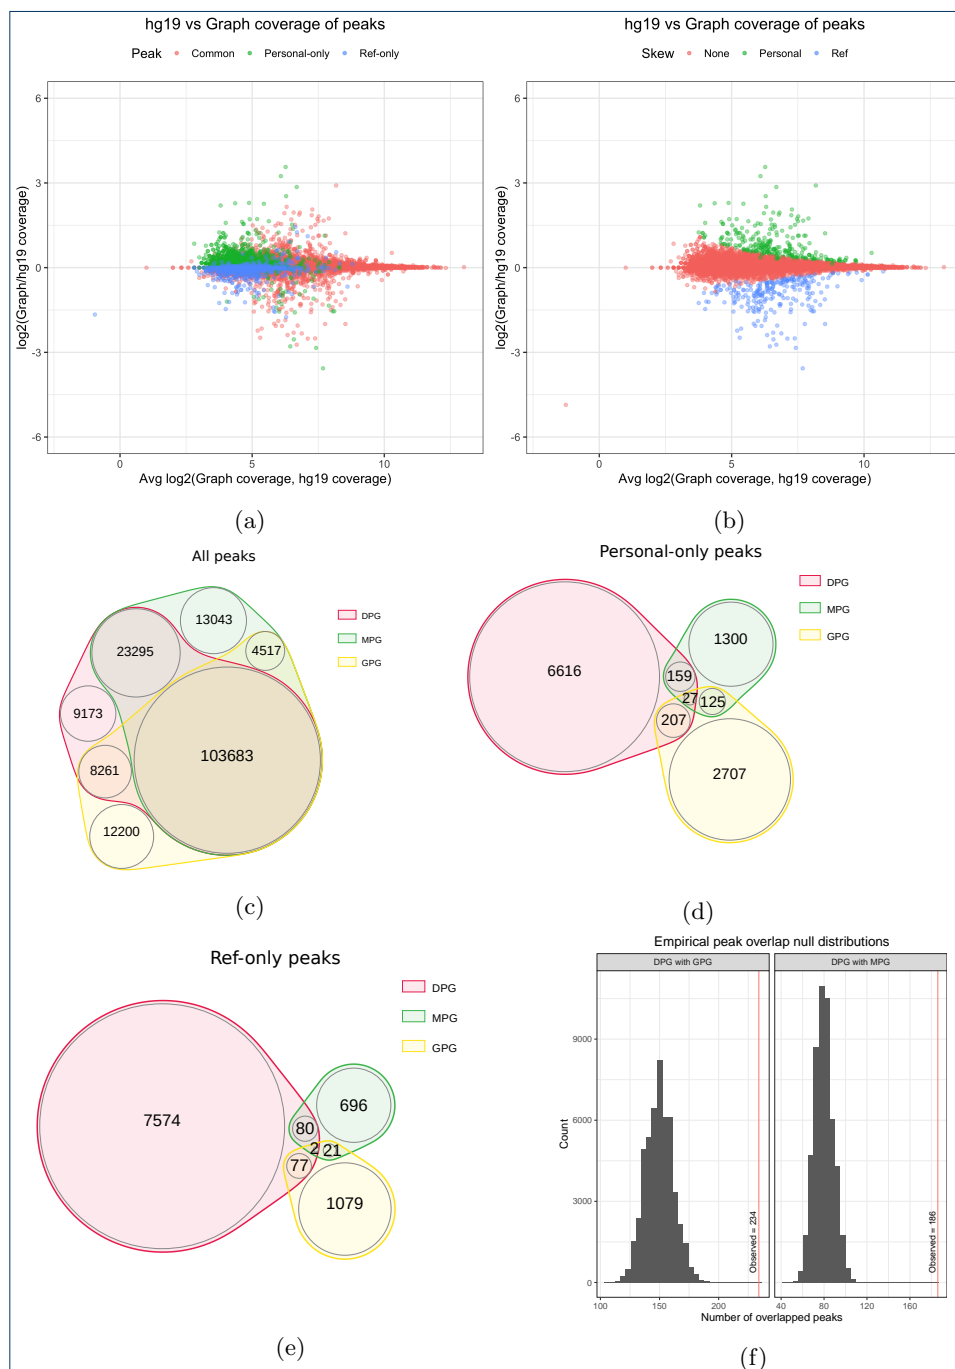 hg19 vs Graph coverage of peaks
Peak Common Personal-only Ref-only
6
3
0
-3
-6
log2(Graph/hg19 coverage)
0 5 10
Avg log2(Graph coverage, hg19 coverage)
(a)
hg19 vs Graph coverage of peaks
Skew None Personal Ref
6
3
0
-3
-6
log2(Graph/hg19 coverage)
0 5 10
Avg log2(Graph coverage, hg19 coverage)
(b)
All peaks
DPG
MPG
GPG
13043
4517
23295
9173
103683
8261
12200
(c)
Personal-only peaks
DPG
MPG
GPG
1300
6616
159
27
125
207
2707
(d)
Ref-only peaks
DPG
MPG
GPG
7574
696
80
2
21
77
1079
(e)
Empirical peak overlap null distributions
DPG with GPG
DPG with MPG
9000
6000
3000
0
Count
Observed = 234
Observed = 186
100 150 200
40 80 120 160
Number of overlapped peaks
(f)